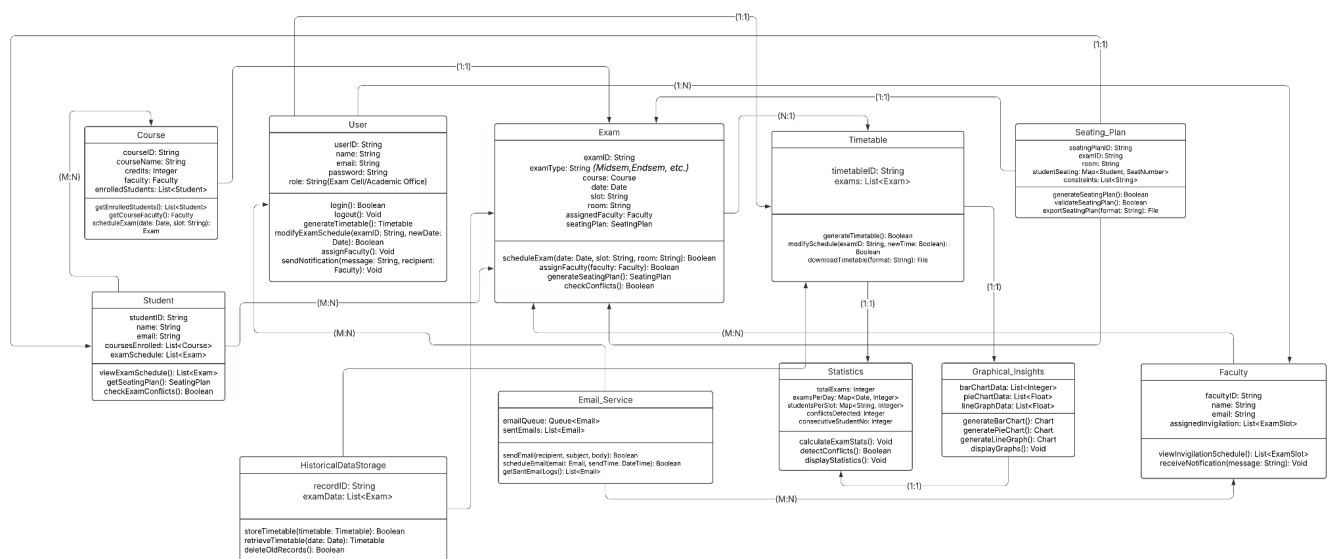 (1:1)
(1:1)
(1:1)
(1:N)
(1:1)
(N:1)
(M:N)
Course
courseID: String
courseName: String
credits: Integer
faculty: Faculty
enrolledStudents: List<Student>
getEnrolledStudents(): List<Student>
getCourseFaculty(): Faculty
scheduleExam(date: Date, slot: String):
Exam
User
userID: String
name: String
email: String
password: String
role: String(Exam Cell/Academic Office)
login(): Boolean
logout(): Void
generateTimetable(): Timetable
modifyExamSchedule(examID: String, newDate:
Date): Boolean
assignFaculty(): Void
sendNotification(message: String, recipient:
Faculty): Void
Exam
examID: String
examType: String (Midsem,Endsem, etc.)
course: Course
date: Date
slot: String
room: String
assignedFaculty: Faculty
seatingPlan: SeatingPlan
scheduleExam(date: Date, slot: String, room: String): Boolean
assignFaculty(faculty: Faculty): Boolean
generateSeatingPlan(): SeatingPlan
checkConflicts(): Boolean
Timetable
timetableID: String
exams: List<Exam>
generateTimetable(): Boolean
modifySchedule(examID: String, newTime: Boolean):
Boolean
downloadTimetable(format: String): File
Seating_Plan
seatingPlanID: String
examID: String
room: String
studentSeating: Map<Student, SeatNumber>
constraints: List<String>
generateSeatingPlan(): Boolean
validateSeatingPlan(): Boolean
exportSeatingPlan(format: String): File
Student
studentID: String
name: String
email: String
coursesEnrolled: List<Course>
examSchedule: List<Exam>
viewExamSchedule(): List<Exam>
getSeatingPlan(): SeatingPlan
checkExamConflicts(): Boolean
(M:N)
(M:N)
(1:1)
(1:1)
(M:N)
Email_Service
emailQueue: Queue<Email>
sentEmails: List<Email>
sendEmail(recipient, subject, body): Boolean
scheduleEmail(email: Email, sendTime: DateTime): Boolean
getSentEmailLogs(): List<Email>
Statistics
totalExams: Integer
examsPerDay: Map<Date, Integer>
studentsPerSlot: Map<String, Integer>
conflictsDetected: Integer
consecutiveStudentNo: Integer
calculateExamStats(): Void
detectConflicts(): Boolean
displayStatistics(): Void
Graphical_Insights
barChartData: List<Integer>
pieChartData: List<Float>
lineGraphData: List<Float>
generateBarChart(): Chart
generatePieChart(): Chart
generateLineGraph(): Chart
displayGraphs(): Void
Faculty
facultyID: String
name: String
email: String
assignedInvigilation: List<ExamSlot>
viewInvigilationSchedule(): List<ExamSlot>
receiveNotification(message: String): Void
HistoricalDataStorage
recordID: String
examData: List<Exam>
storeTimetable(timetable: Timetable): Boolean
retrieveTimetable(date: Date): Timetable
deleteOldRecords(): Boolean
(1:1)
(M:N)